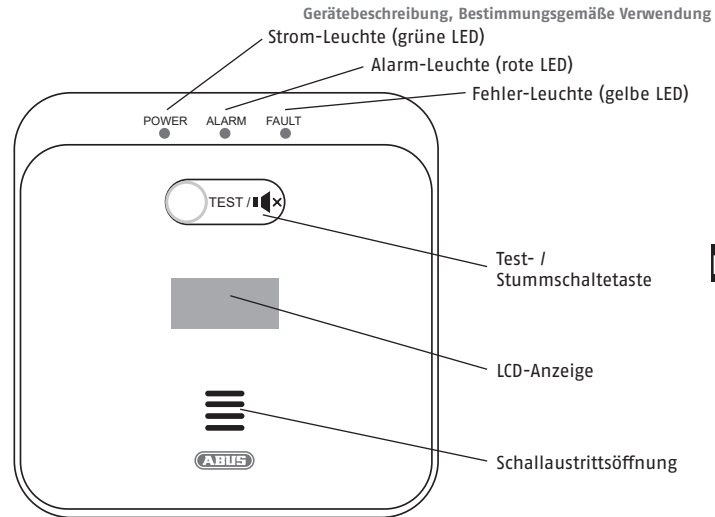 Gerätebeschreibung, Bestimmungsgemäße Verwendung
Strom-Leuchte (grüne LED)
Alarm-Leuchte (rote LED)
Fehler-Leuchte (gelbe LED)
POWER ALARM FAULT
TEST /
Test- /
Stummschaltetaste
LCD-Anzeige
Schallaustrittsöffnung
ABUS